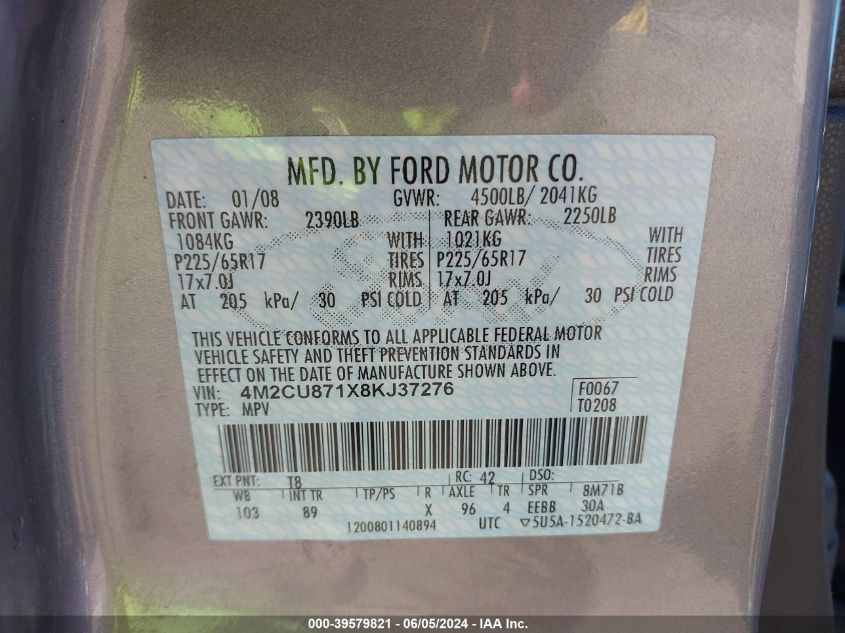 MFD. BY FORD MOTOR CO.
DATE: 01/08 GVWR: 4500LB/ 2041KG
FRONT GAWR: 2390LB REAR GAWR: 2250LB
1084KG WITH 1021KG WITH
P225/65R17 TIRES P225/65R17 TIRES
17x7.0J RIMS 17x7.0J RIMS
AT 205 kPa/ 30 PSI COLD AT 205 kPa/ 30 PSI COLD
THIS VEHICLE CONFORMS TO ALL APPLICABLE FEDERAL MOTOR
VEHICLE SAFETY AND THEFT PREVENTION STANDARDS IN
EFFECT ON THE DATE OF MANUFACTURE SHOWN ABOVE.
VIN: 4M2CU871X8KJ37276 F0067
TYPE: MPV T0208
EXT PNT: T8 RC: 42 DSO:
WB INT TR TP/PS R AXLE TR SPR 8M71B
103 89 X 96 4 EEBB 30A
1200801140894 UTC ▽5U5A-1520472-BA
000-39579821 - 06/05/2024 - IAA Inc.